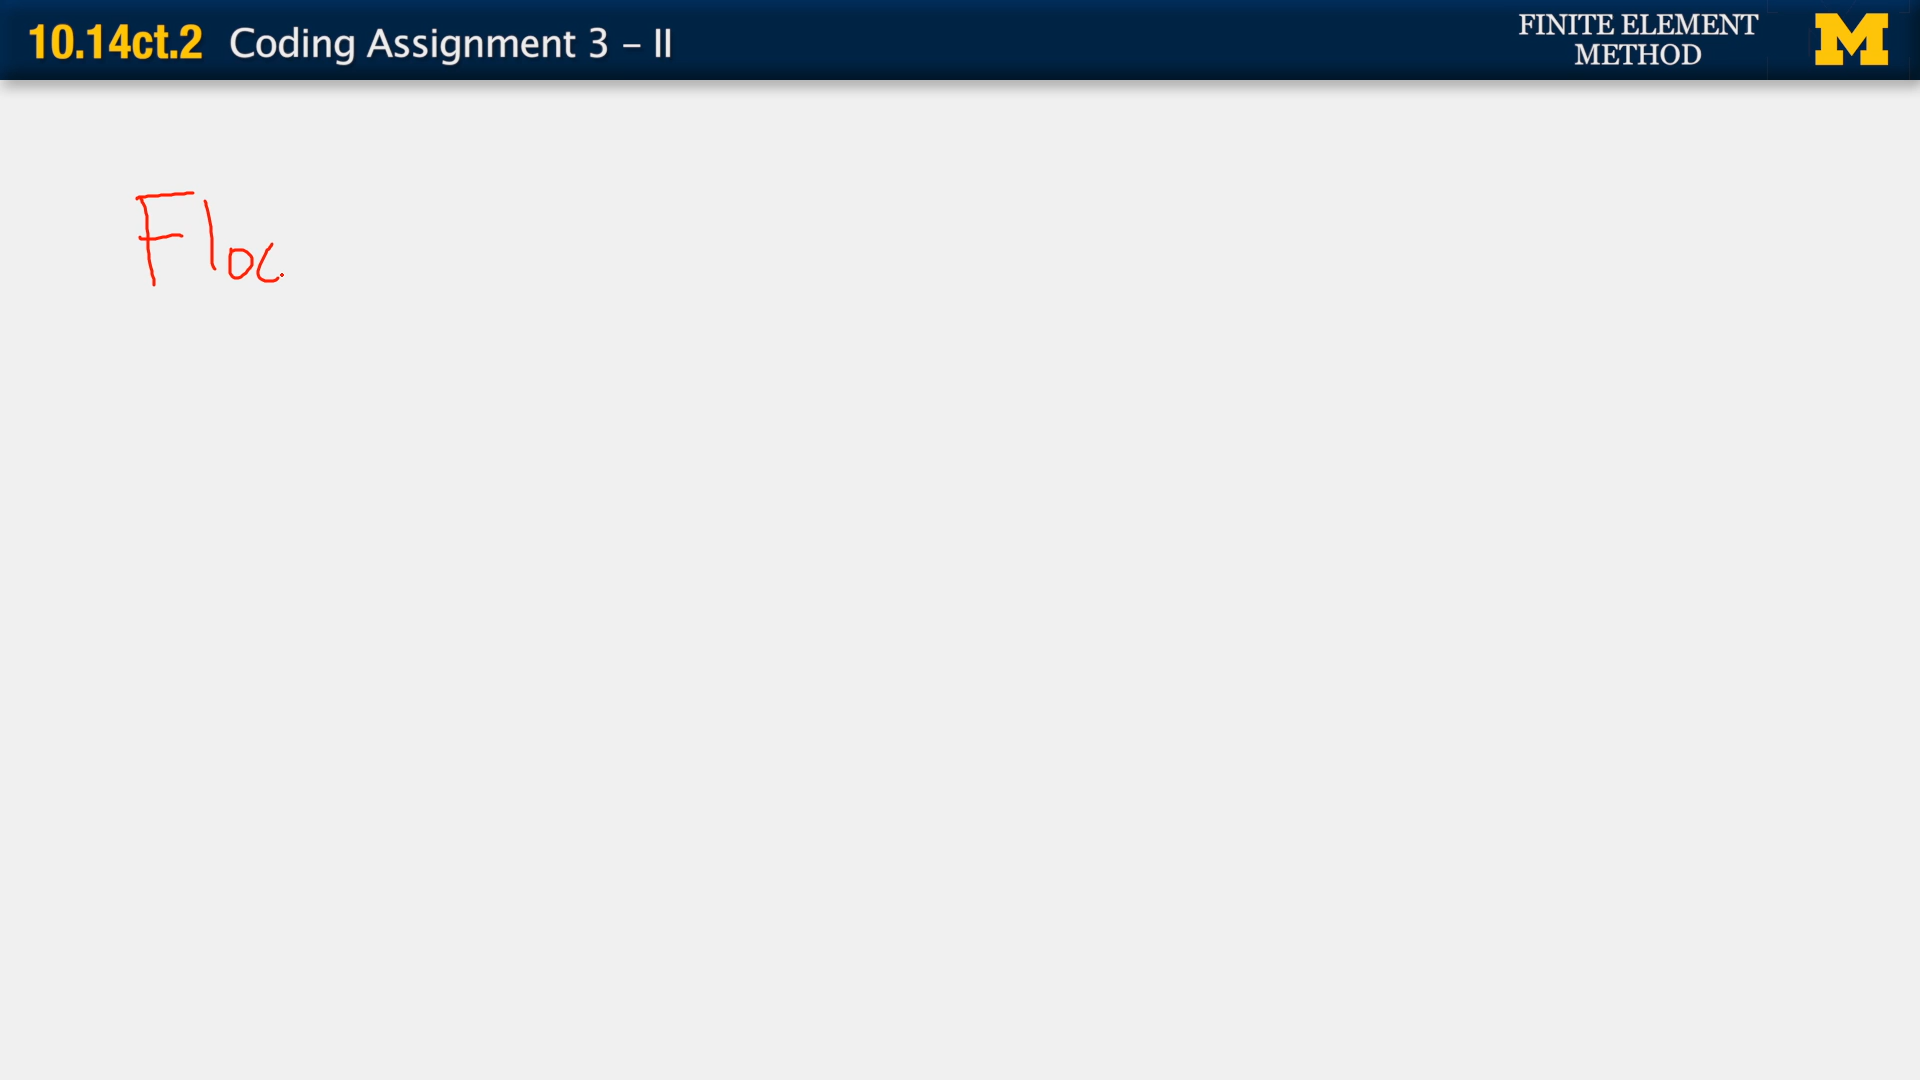 10.14ct.2 Coding Assignment 3 – II
FINITE ELEMENT
METHOD
M
Floc